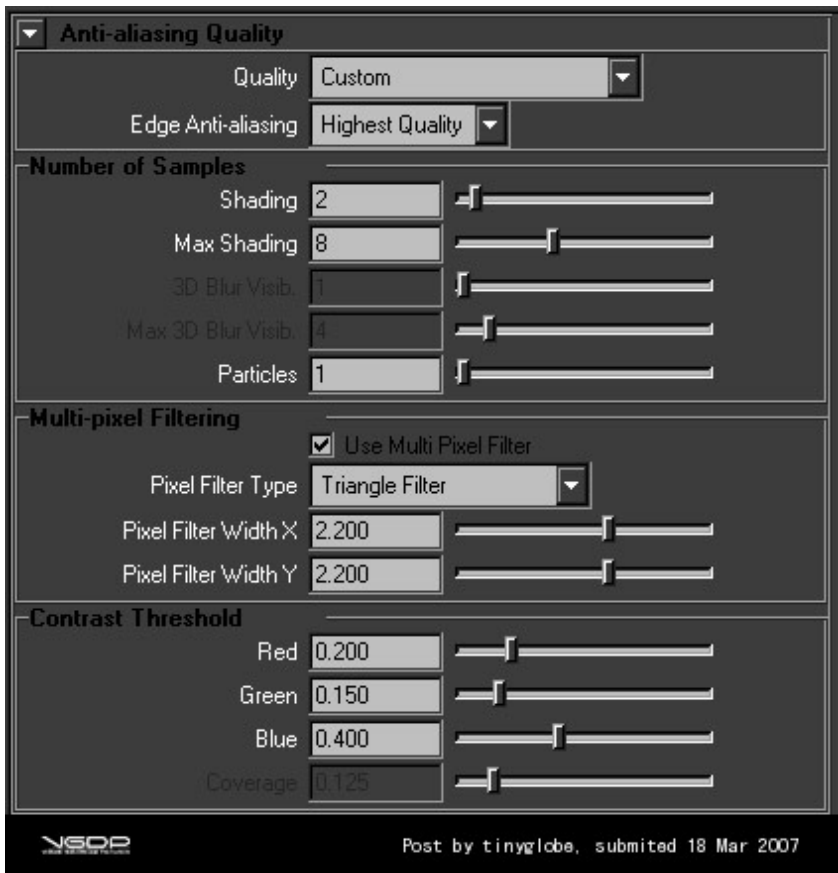 Anti-aliasing Quality
Quality Custom
Edge Anti-aliasing Highest Quality
Number of Samples
Shading 2
Max Shading 8
3D Blur Visib. 1
Max 3D Blur Visib. 4
Particles 1
Multi-pixel Filtering
Use Multi Pixel Filter
Pixel Filter Type Triangle Filter
Pixel Filter Width X 2.200
Pixel Filter Width Y 2.200
Contrast Threshold
Red 0.200
Green 0.150
Blue 0.400
Coverage 0.125
VGDP
Post by tinyglobe, submited 18 Mar 2007